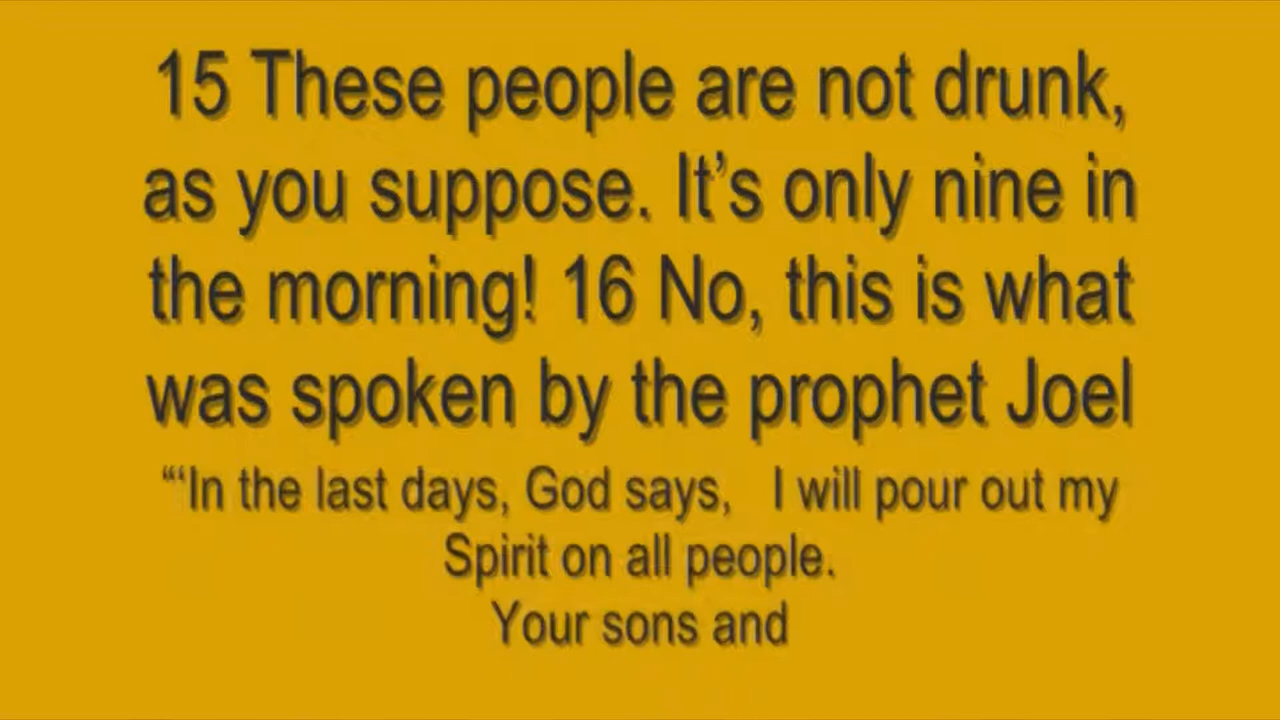 15 These people are not drunk,
as you suppose. It’s only nine in
the morning! 16 No, this is what
was spoken by the prophet Joel
“‘In the last days, God says,   I will pour out my
Spirit on all people.
Your sons and